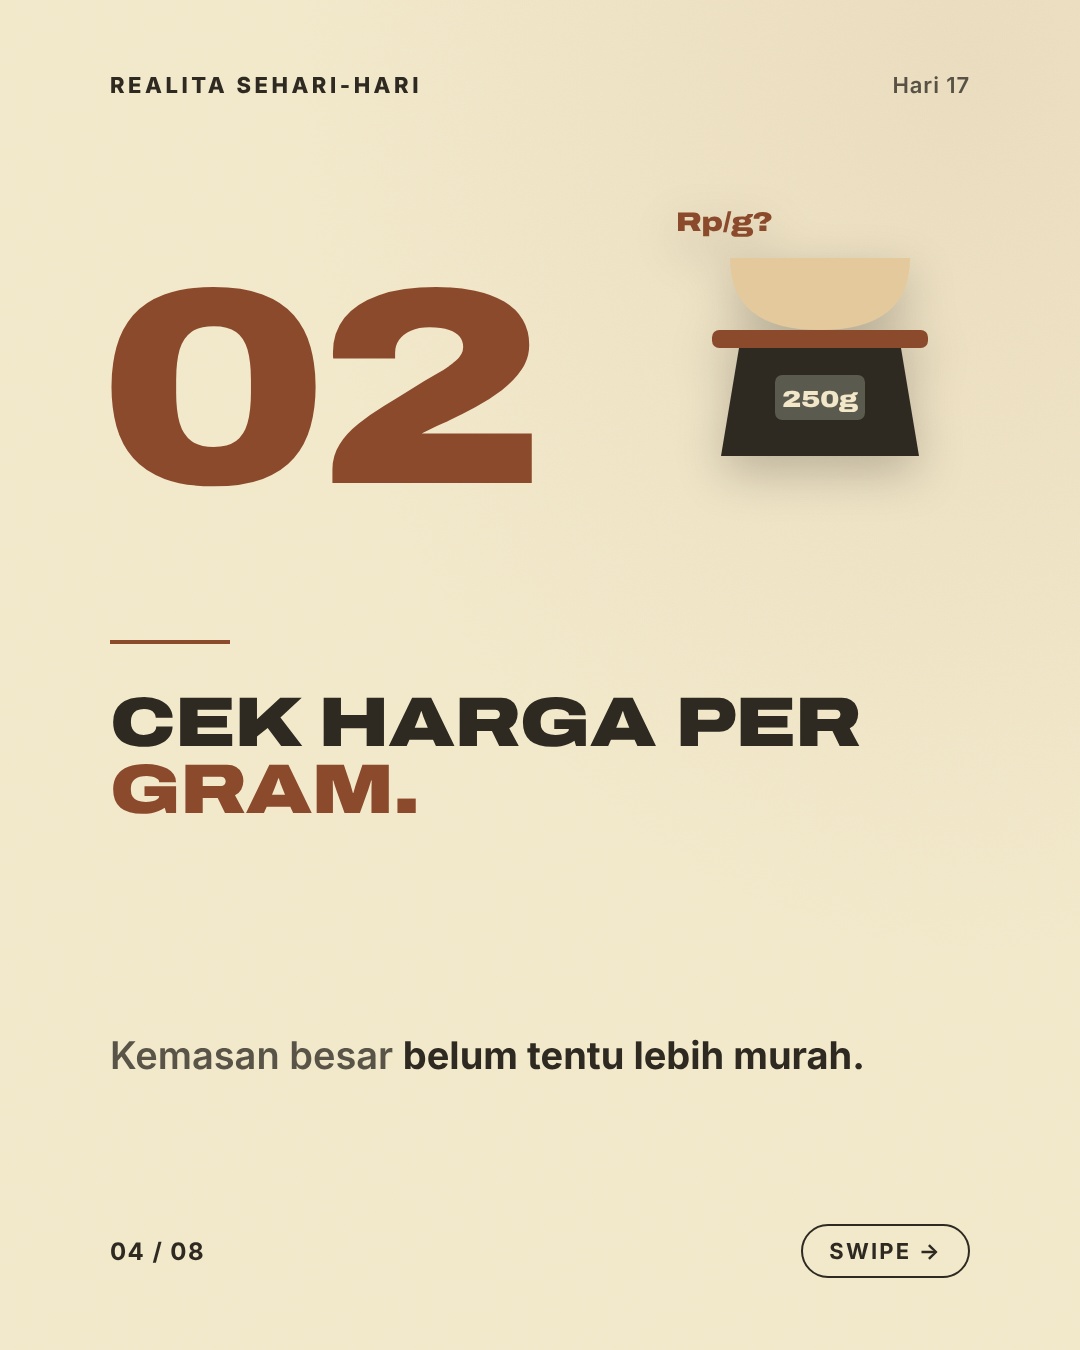 REALITA SEHARI-HARI
Hari 17
Rp/g?
02
250g
CEK HARGA PER
GRAM.
Kemasan besar belum tentu lebih murah.
04 / 08
SWIPE →